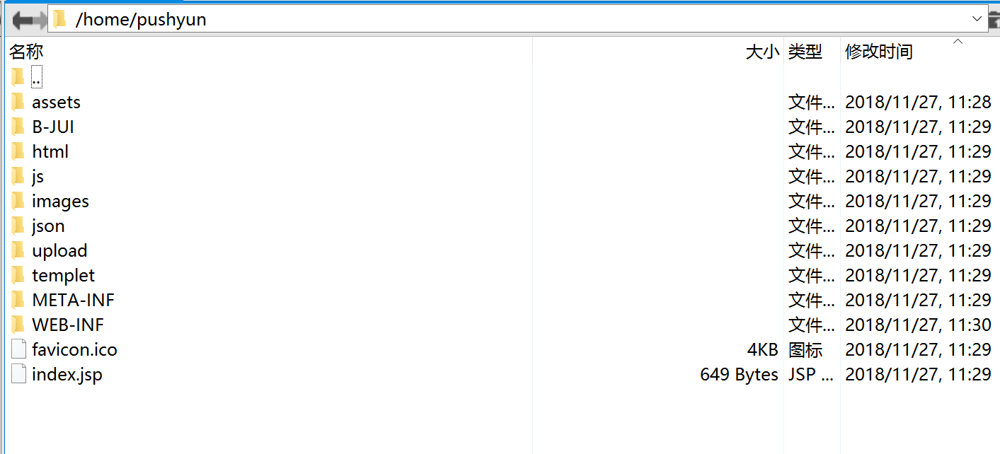 /home/pushyun
名称 大小 类型 修改时间
..
assets 文件... 2018/11/27, 11:28
B-JUI 文件... 2018/11/27, 11:29
html 文件... 2018/11/27, 11:29
js 文件... 2018/11/27, 11:29
images 文件... 2018/11/27, 11:29
json 文件... 2018/11/27, 11:29
upload 文件... 2018/11/27, 11:29
templet 文件... 2018/11/27, 11:29
META-INF 文件... 2018/11/27, 11:29
WEB-INF 文件... 2018/11/27, 11:30
favicon.ico 4KB 图标 2018/11/27, 11:29
index.jsp 649 Bytes JSP ... 2018/11/27, 11:29